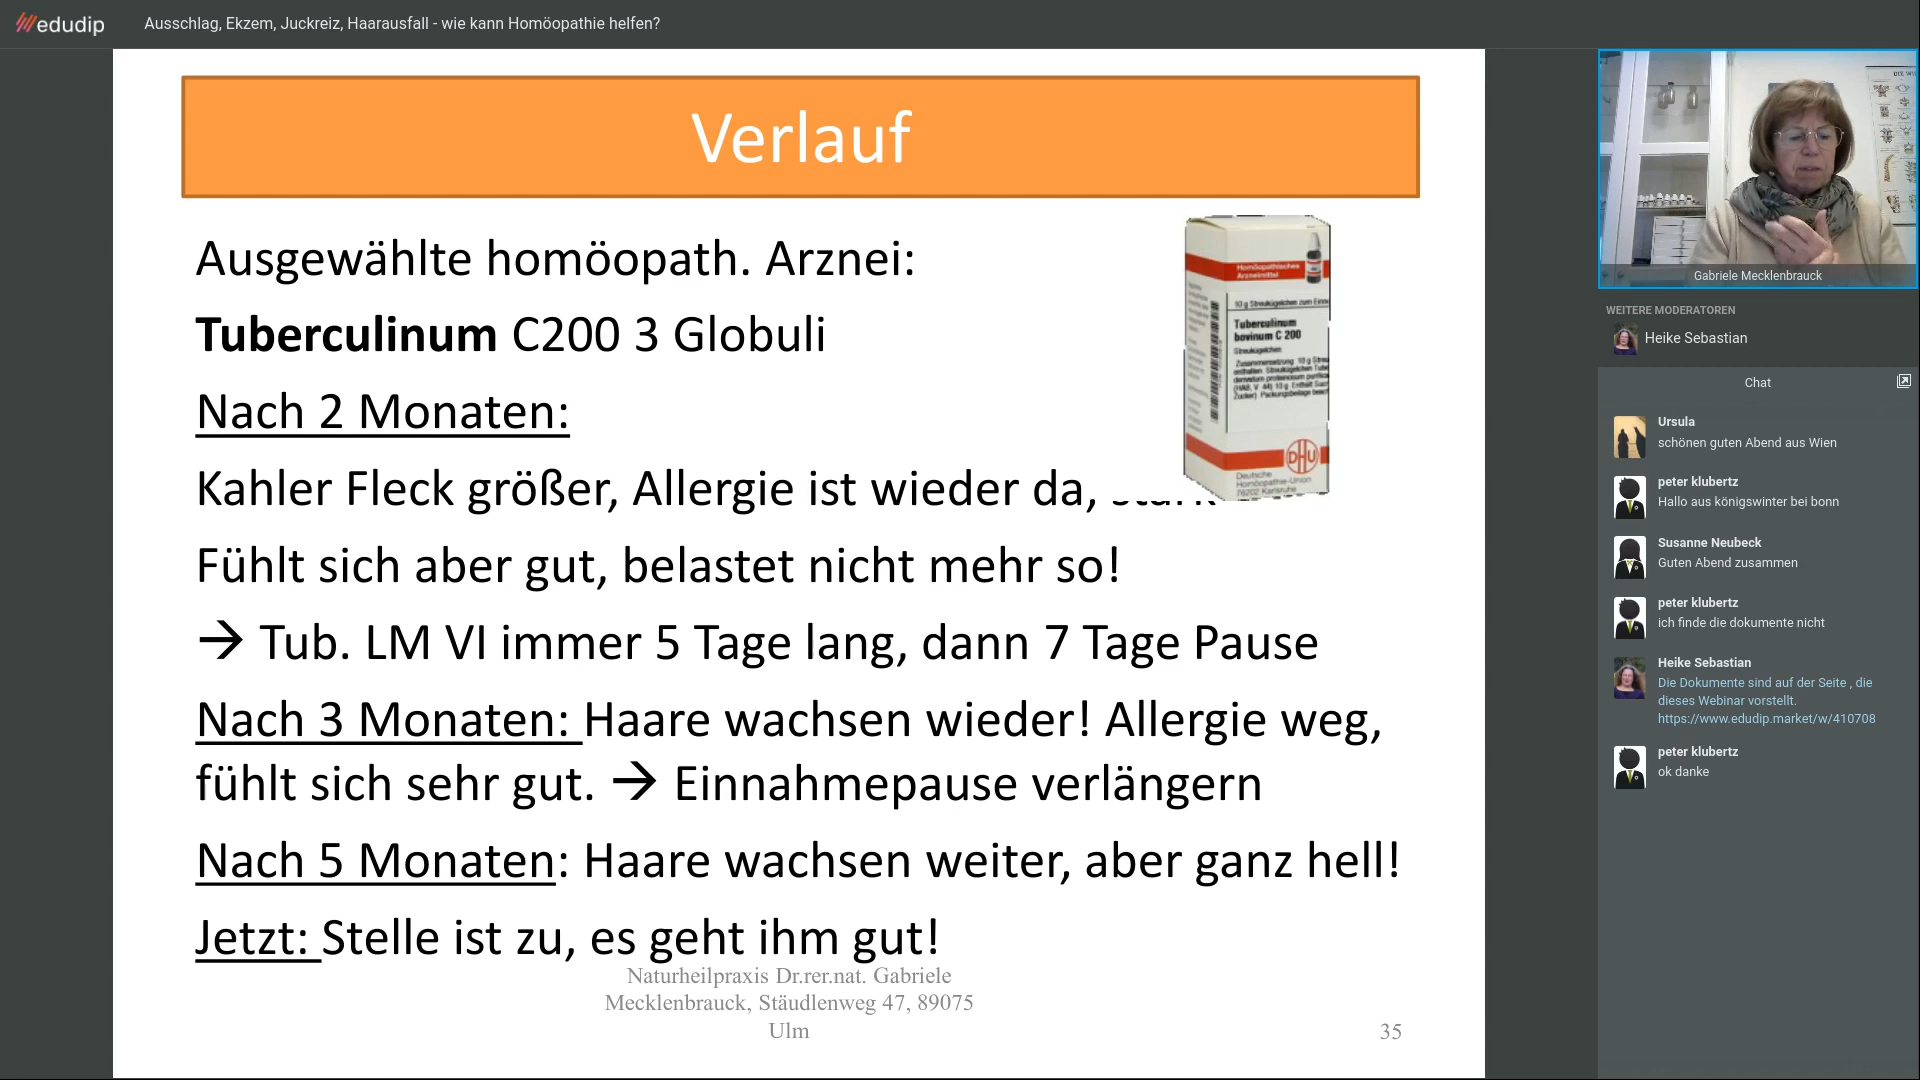 edudip
Ausschlag, Ekzem, Juckreiz, Haarausfall - wie kann Homöopathie helfen?
Verlauf
Ausgewählte homöopath. Arznei:
Tuberculinum C200 3 Globuli
Nach 2 Monaten:
Kahler Fleck größer, Allergie ist wieder da,
Fühlt sich aber gut, belastet nicht mehr so!
→ Tub. LM VI immer 5 Tage lang, dann 7 Tage Pause
Nach 3 Monaten: Haare wachsen wieder! Allergie weg,
fühlt sich sehr gut. → Einnahmepause verlängern
Nach 5 Monaten: Haare wachsen weiter, aber ganz hell!
Jetzt: Stelle ist zu, es geht ihm gut!
Naturheilpraxis Dr.rer.nat. Gabriele
Mecklenbrauck, Stäudlenweg 47, 89075
Ulm
35
Homöopathisches
Arzneimittel
10 g Streukügelchen zum
Tuberculinum
bovinum C 200
Streukügelchen
DHU
Deutsche
Homöopathie-Union
76202 Karlsruhe
Gabriele Mecklenbrauck
WEITERE MODERATOREN
Heike Sebastian
Chat
Ursula
schönen guten Abend aus Wien
peter klubertz
Hallo aus königswinter bei bonn
Susanne Neubeck
Guten Abend zusammen
peter klubertz
ich finde die dokumente nicht
Heike Sebastian
Die Dokumente sind auf der Seite , die
dieses Webinar vorstellt.
https://www.edudip.market/w/410708
peter klubertz
ok danke